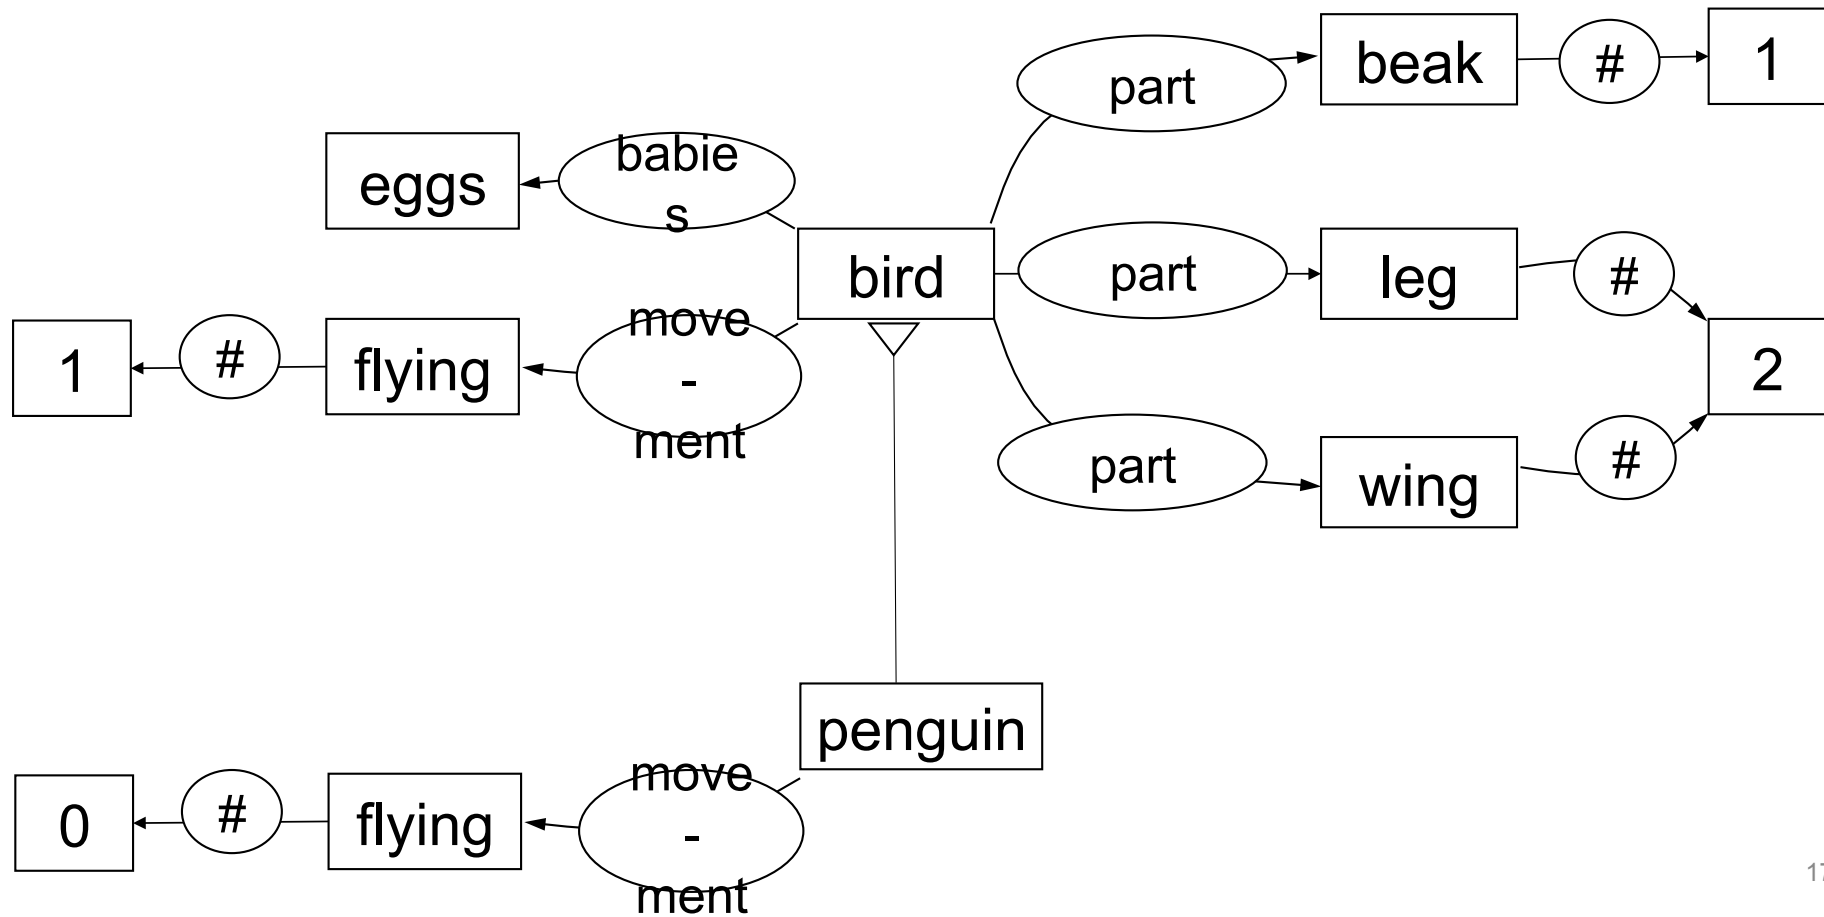 part
beak
#
1
eggs
babie
s
bird
part
leg
#
1
#
flying
move
-
ment
2
part
wing
#
penguin
0
#
flying
move
-
ment